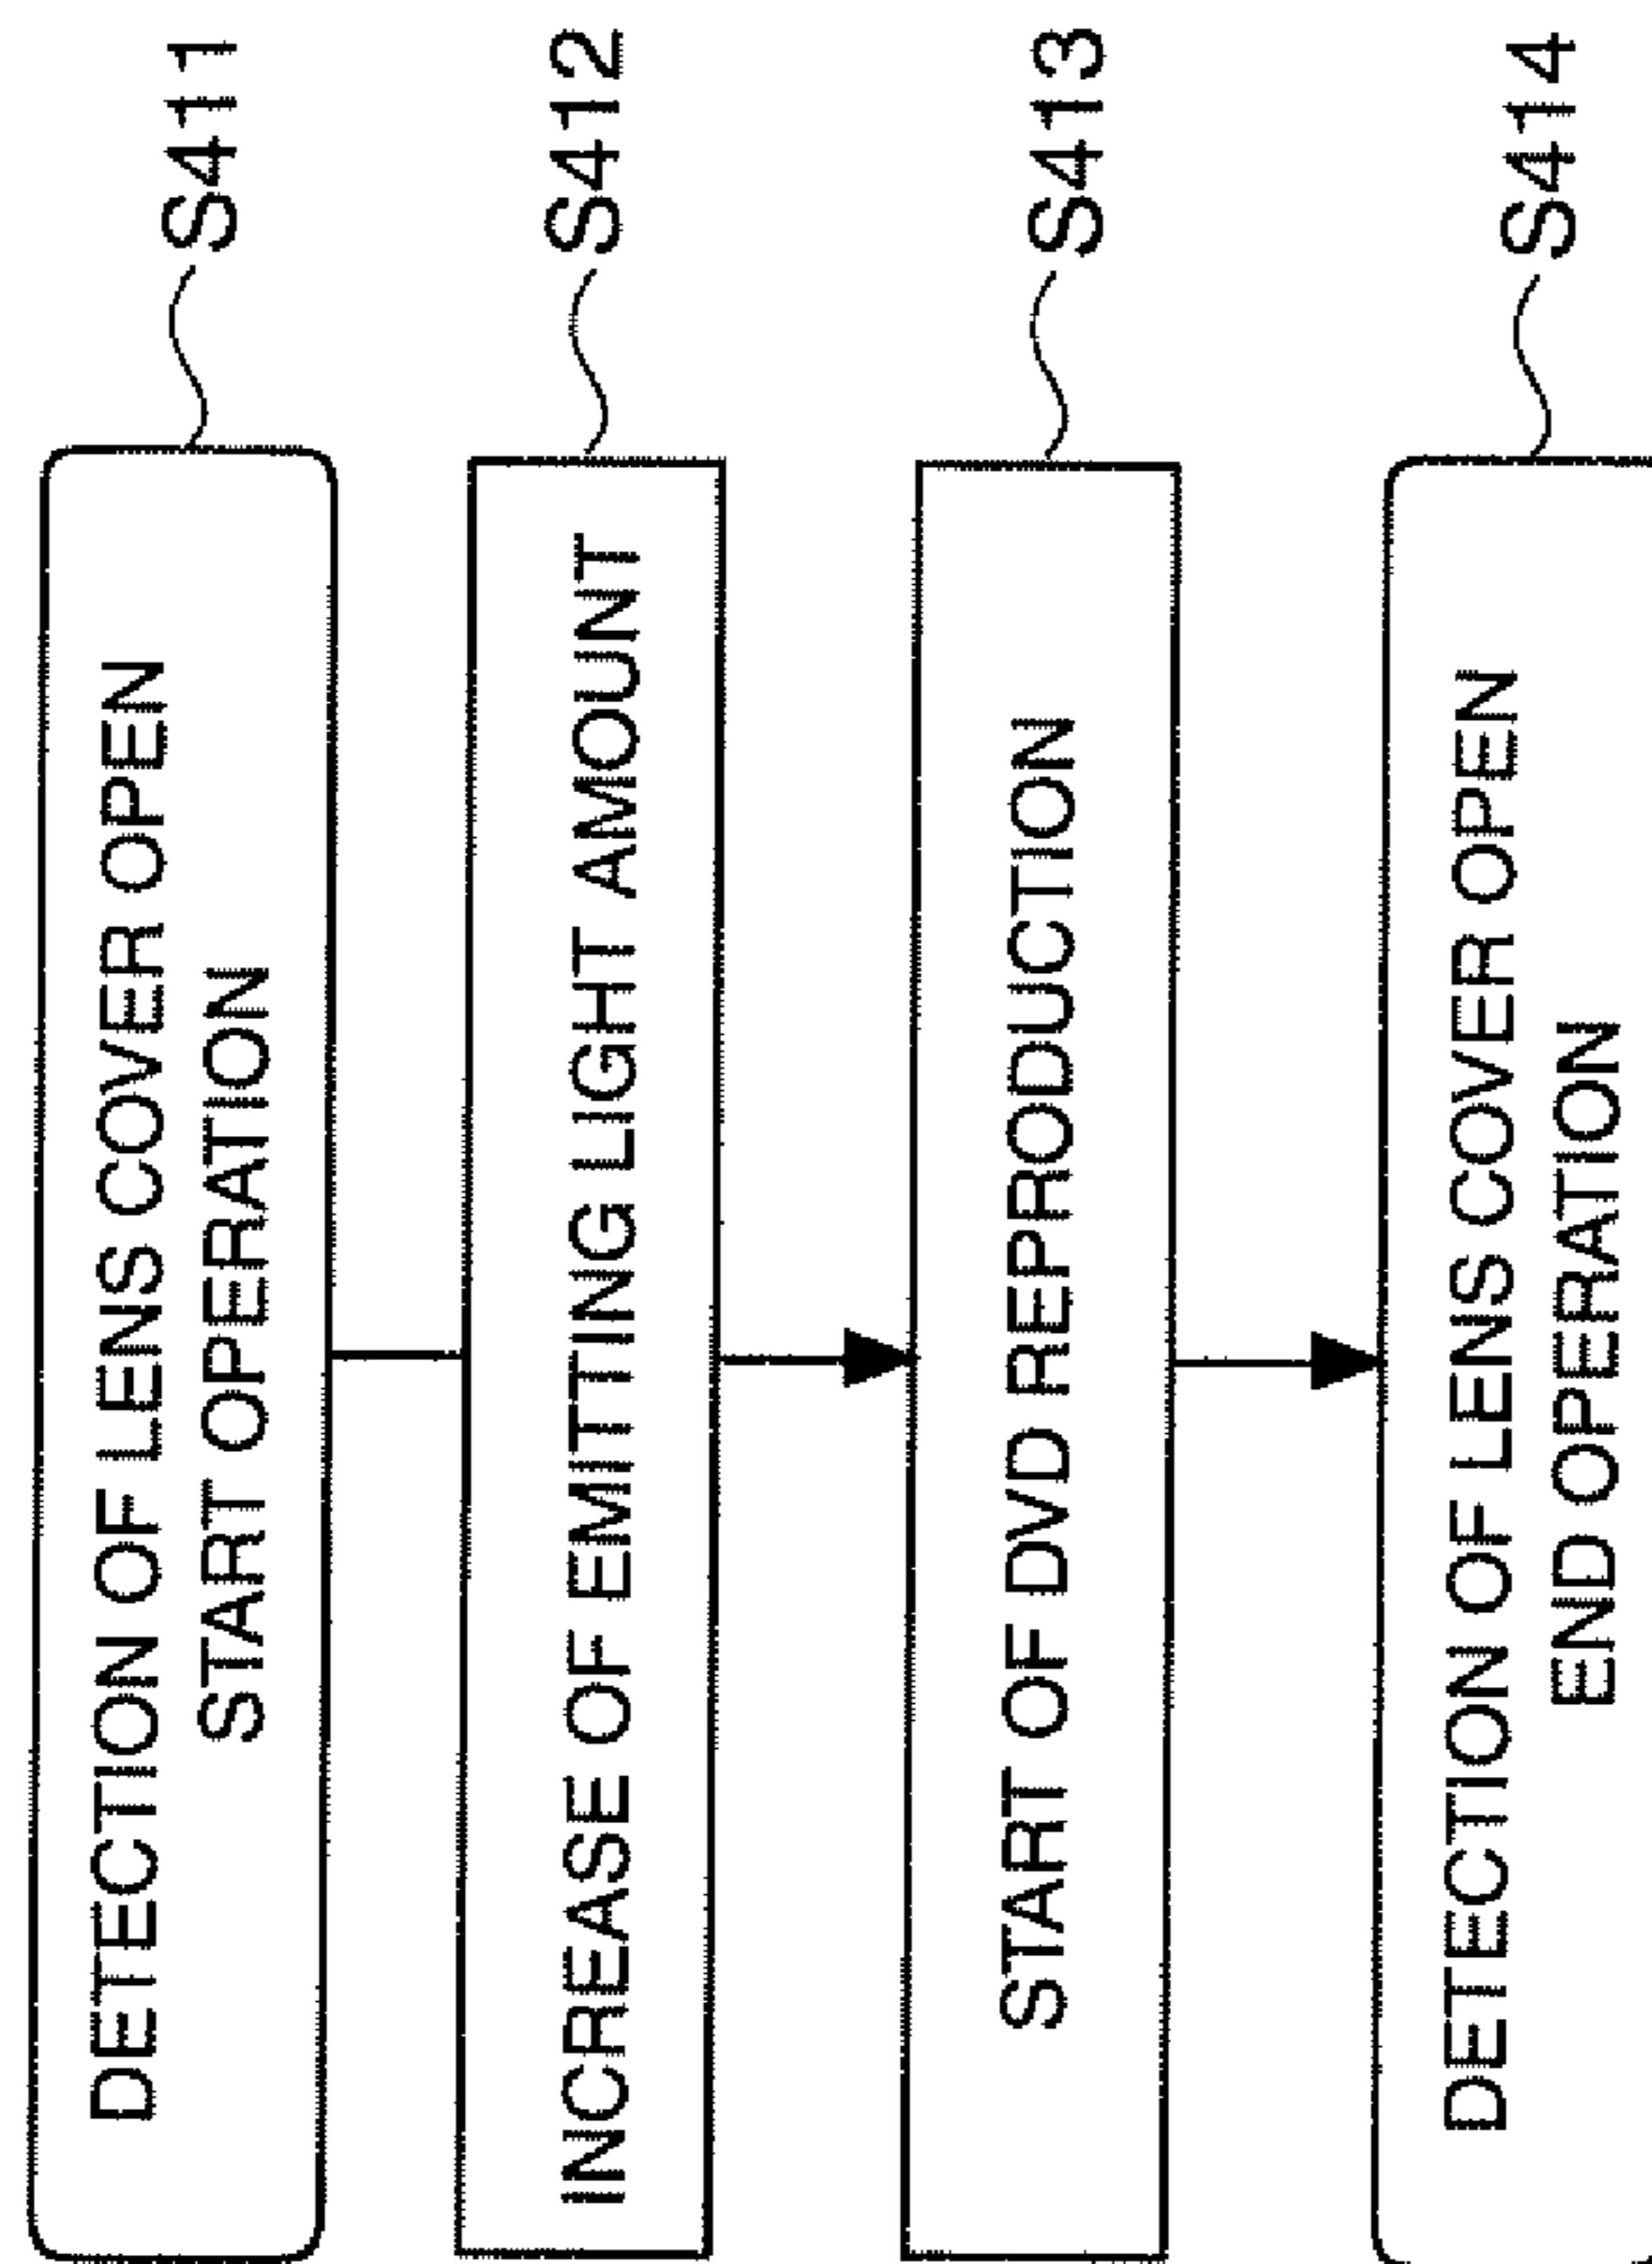 DETECTION OF LENS COVER OPEN
START OPERATION
S411
INCREASE OF EMITTING LIGHT AMOUNT
S412
START OF DVD REPRODUCTION
S413
DETECTION OF LENS COVER OPEN
END OPERATION
S414